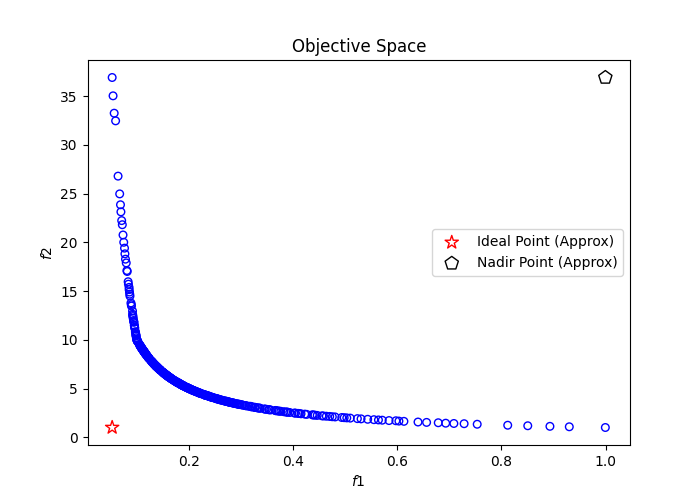 Objective Space
f2
35
30
25
20
15
10
5
0
Ideal Point (Approx)
Nadir Point (Approx)
0.2 0.4 0.6 0.8 1.0
f1